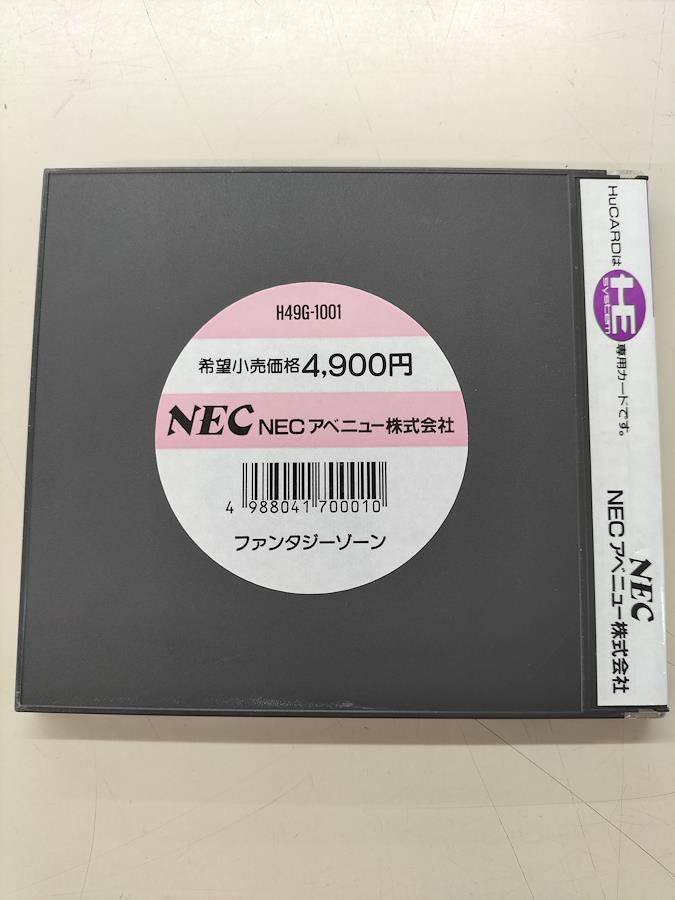 H49G-1001
希望小売価格4,900円
NEC NECアベニュー株式会社
4 988041 700010
ファンタジーゾーン
HuCARDは HE system 専用カードです。
NEC
NECアベニュー株式会社